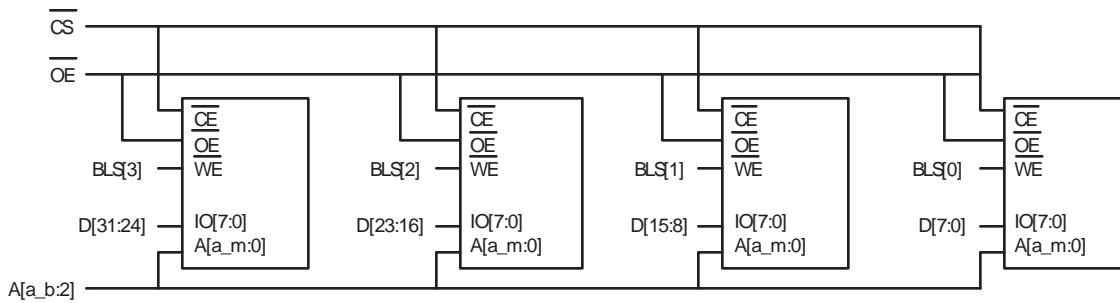 CS
OE
CE
OE
BLS[3] WE
D[31:24] IO[7:0]
A[a_m:0]
CE
OE
BLS[2] WE
D[23:16] IO[7:0]
A[a_m:0]
CE
OE
BLS[1] WE
D[15:8] IO[7:0]
A[a_m:0]
CE
OE
BLS[0] WE
D[7:0] IO[7:0]
A[a_m:0]
A[a_b:2]